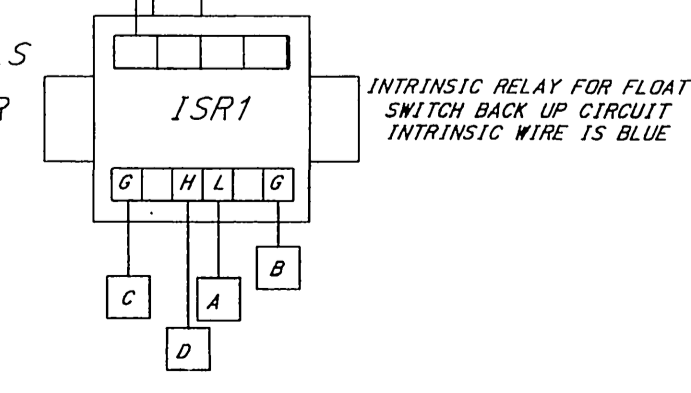 S
R
ISR1
INTRINSIC RELAY FOR FLOAT
SWITCH BACK UP CIRCUIT
INTRINSIC WIRE IS BLUE
G H L G
B
C
A
D